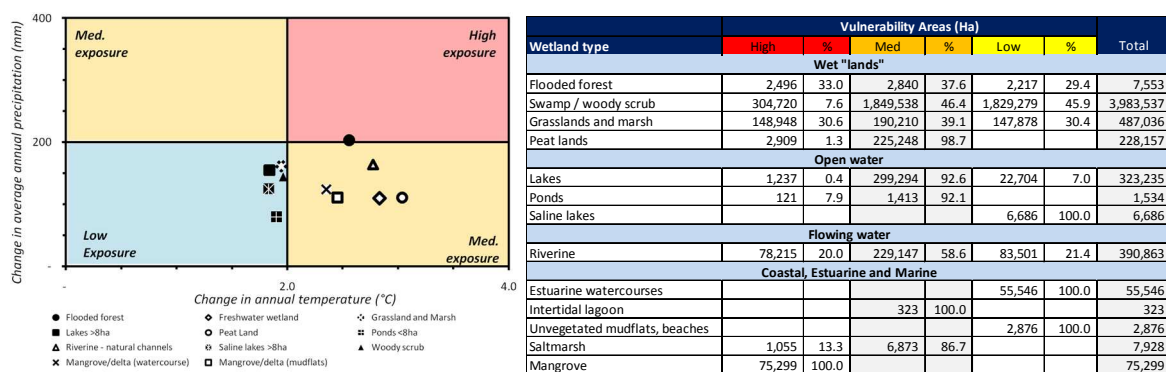 400
Med.
exposure
High
exposure
200
Low
Exposure
Med.
exposure
-
-
2.0
4.0
Change in average annual precipitation (mm)
Change in annual temperature (°C)
Flooded forest
Freshwater wetland
Grassland and Marsh
Lakes >8ha
Peat Land
Ponds <8ha
Riverine - natural channels
Saline lakes >8ha
Woody scrub
Mangrove/delta (watercourse)
Mangrove/delta (mudflats)
Vulnerability Areas (Ha)
Wetland type High % Med % Low % Total
Wet "lands"
Flooded forest 2,496 33.0 2,840 37.6 2,217 29.4 7,553
Swamp / woody scrub 304,720 7.6 1,849,538 46.4 1,829,279 45.9 3,983,537
Grasslands and marsh 148,948 30.6 190,210 39.1 147,878 30.4 487,036
Peat lands 2,909 1.3 225,248 98.7 228,157
Open water
Lakes 1,237 0.4 299,294 92.6 22,704 7.0 323,235
Ponds 121 7.9 1,413 92.1 1,534
Saline lakes 6,686 100.0 6,686
Flowing water
Riverine 78,215 20.0 229,147 58.6 83,501 21.4 390,863
Coastal, Estuarine and Marine
Estuarine watercourses 55,546 100.0 55,546
Intertidal lagoon 323 100.0 323
Unvegetated mudflats, beaches 2,876 100.0 2,876
Saltmarsh 1,055 13.3 6,873 86.7 7,928
Mangrove 75,299 100.0 75,299